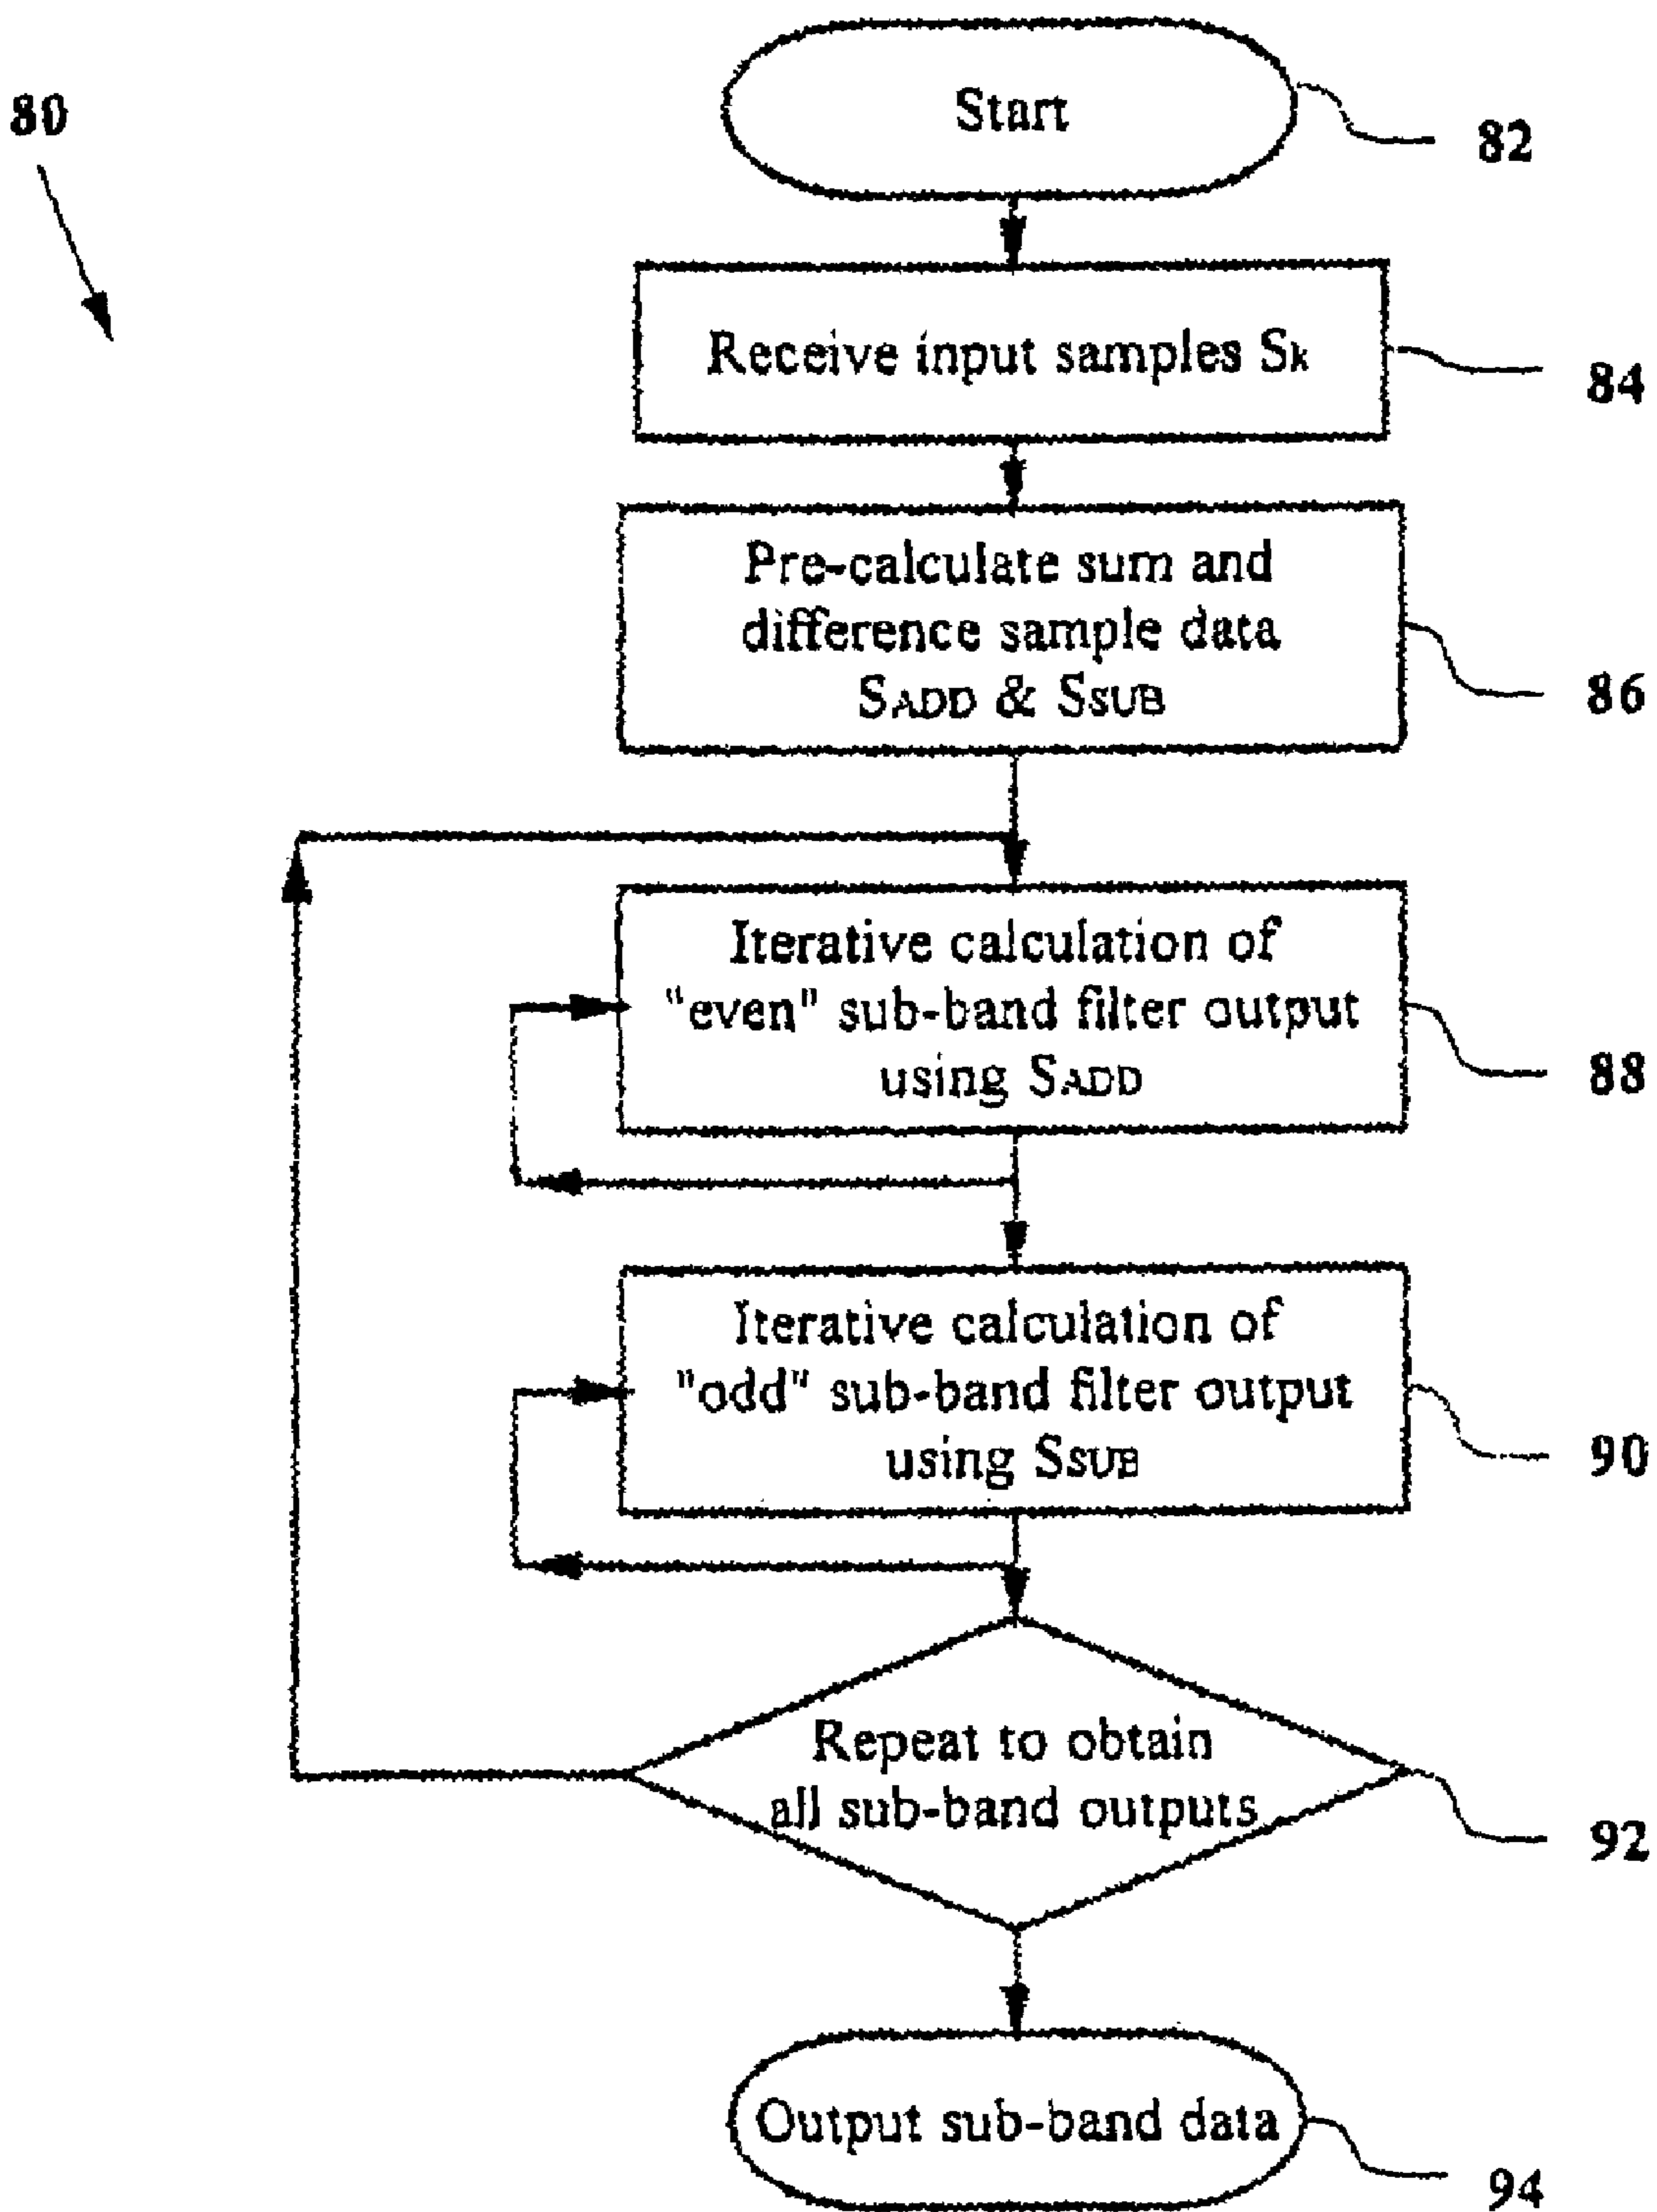 80
Start
82
Receive input samples Sk
84
Pre-calculate sum and
difference sample data
SADD & SSUB
86
Iterative calculation of
"even" sub-band filter output
using SADD
88
Iterative calculation of
"odd" sub-band filter output
using SSUB
90
Repeat to obtain
all sub-band outputs
92
Output sub-band data
94